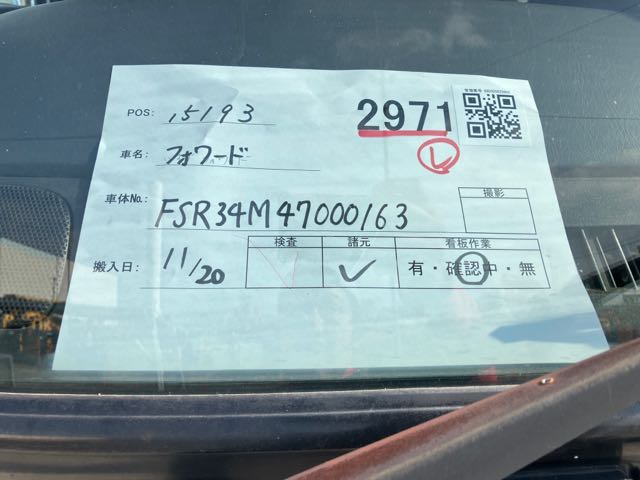 POS: 15193
2971
L
車名: フォワード
車体No.: FSR34M47000163
撮影
搬入日: 11/20
検査 諸元 看板作業
✓ ✓ 有・確認中・無